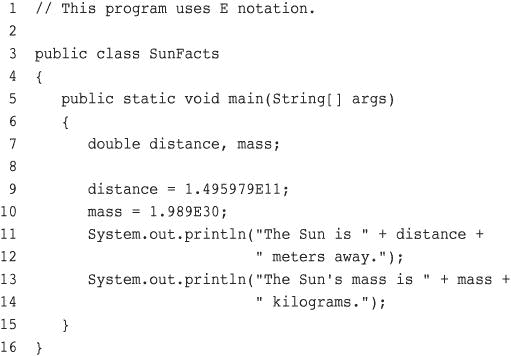 1 // This program uses E notation.
2
3 public class SunFacts
4 {
5    public static void main(String[] args)
6    {
7       double distance, mass;
8
9       distance = 1.495979E11;
10       mass = 1.989E30;
11       System.out.println("The Sun is " + distance +
12                          " meters away.");
13       System.out.println("The Sun's mass is " + mass +
14                          " kilograms.");
15    }
16 }